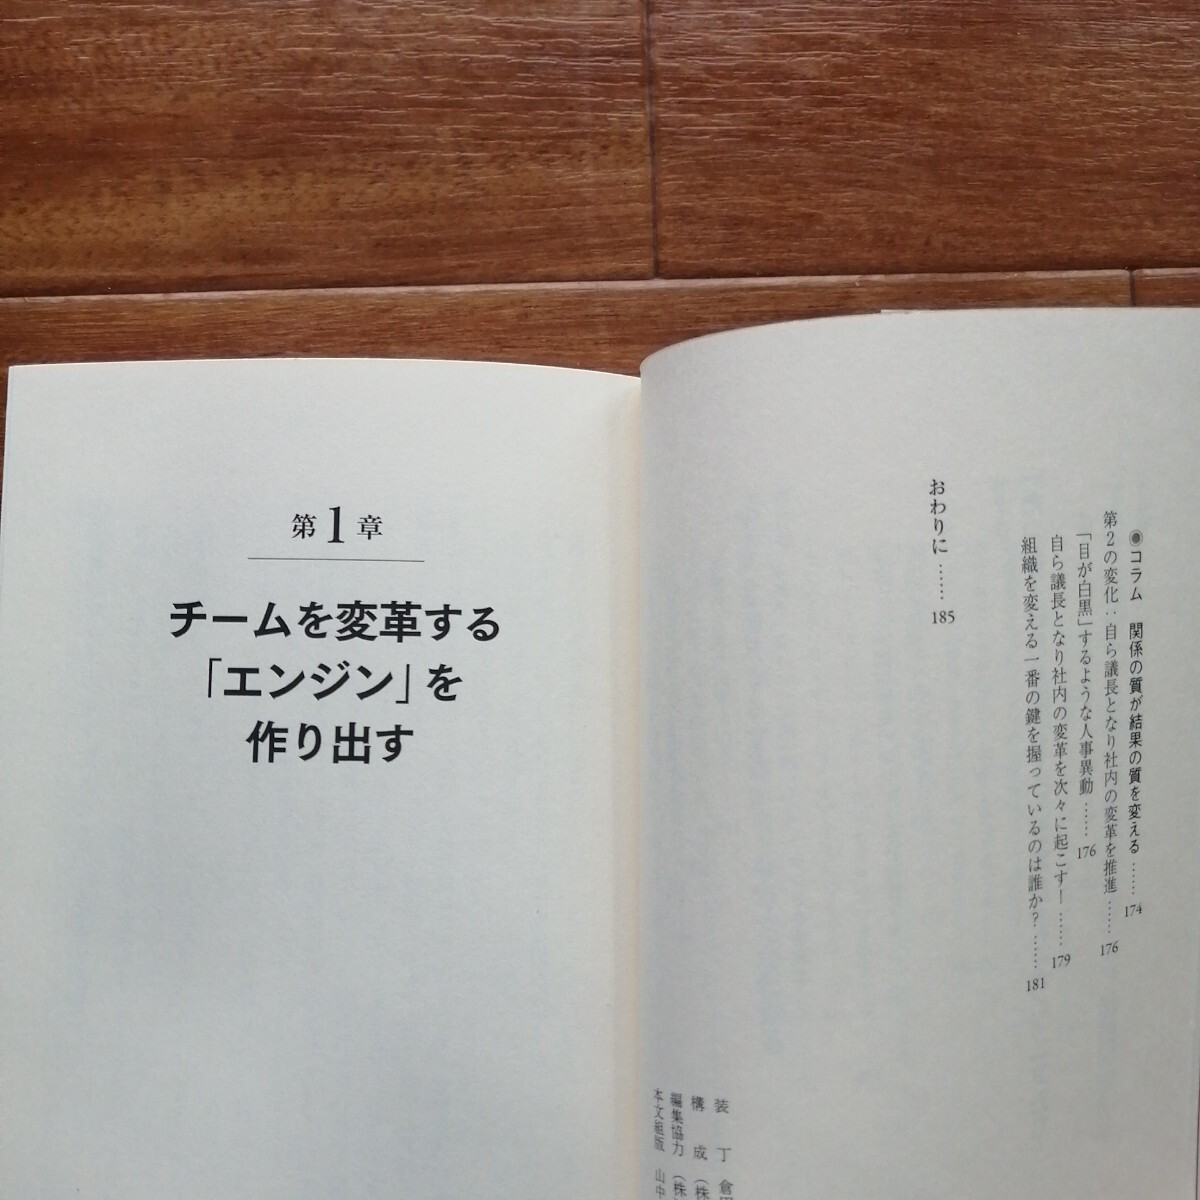 ◉コラム 関係の質が結果の質を変える……174
第2の変化:自ら議長となり社内の変革を推進……176
「目が白黒」するような人事異動……176
自ら議長となり社内の変革を次々に起こす!……179
組織を変える一番の鍵を握っているのは誰か?……181
おわりに……185
装 丁 倉
構 成(株
編集協力(株
本文組版 山中
第1章
チームを変革する
「エンジン」を
作り出す